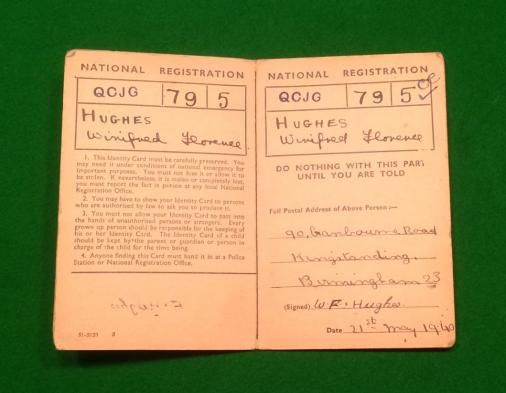 NATIONAL REGISTRATION
QCJG 79 5
HUGHES
Winifred Florence
1. This Identity Card must be carefully preserved. You
may need it under conditions of national emergency for
important purposes. You must not lose it or allow it to
be stolen. If, nevertheless, it is stolen or completely lost,
you must report the fact in person at any local National
Registration Office.
2. You may have to show your Identity Card to persons
who are authorised by law to ask you to produce it.
3. You must not allow your Identity Card to pass into
the hands of unauthorised persons or strangers. Every
grown up person should be responsible for the keeping of
his or her Identity Card. The Identity Card of a child
should be kept by the parent or guardian or person in
charge of the child for the time being.
4. Anyone finding this Card must hand it in at a Police
Station or National Registration Office.
NATIONAL REGISTRATION
QCJG 79 5
HUGHES
Winifred Florence
DO NOTHING WITH THIS PART
UNTIL YOU ARE TOLD
Full Postal Address of Above Person :—
90, Cranbourne Road
Kingstanding.
Birmingham 23
(Signed) W. F. Hughes
Date 21st May 1940